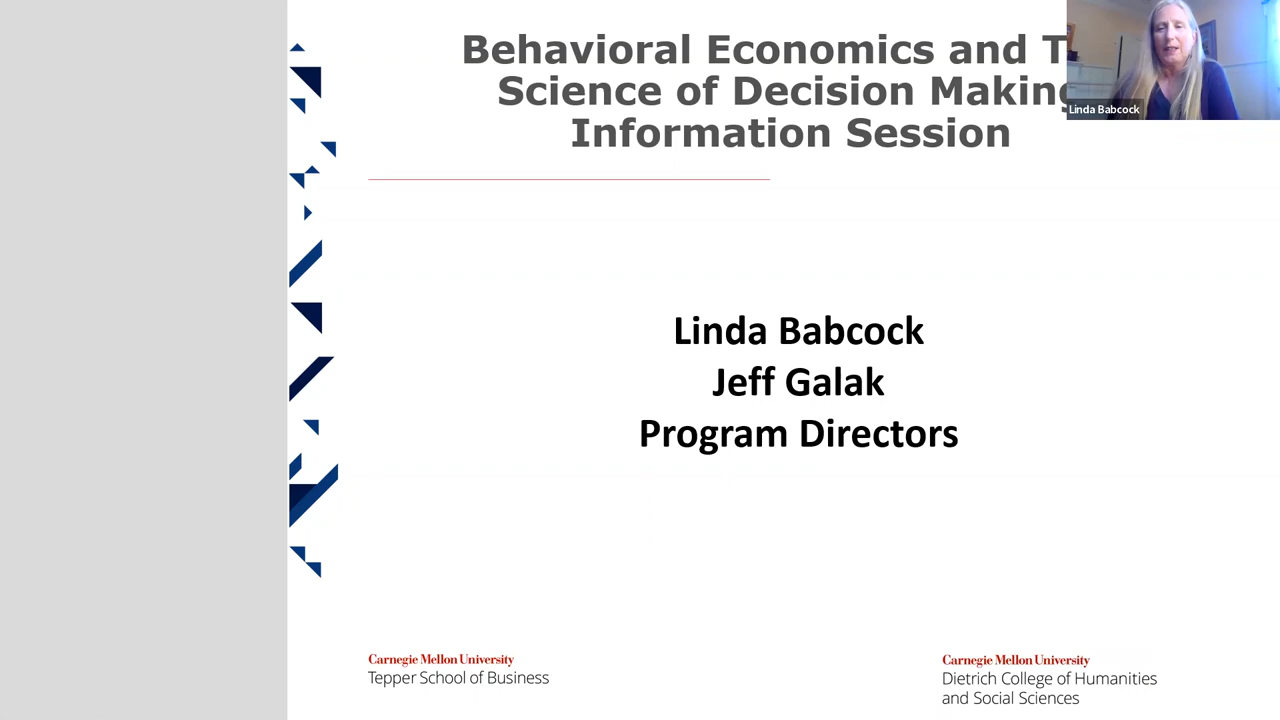 Behavioral Economics and T
Science of Decision Making
Information Session
Linda Babcock
Linda Babcock
Jeff Galak
Program Directors
Carnegie Mellon University
Tepper School of Business
Carnegie Mellon University
Dietrich College of Humanities
and Social Sciences